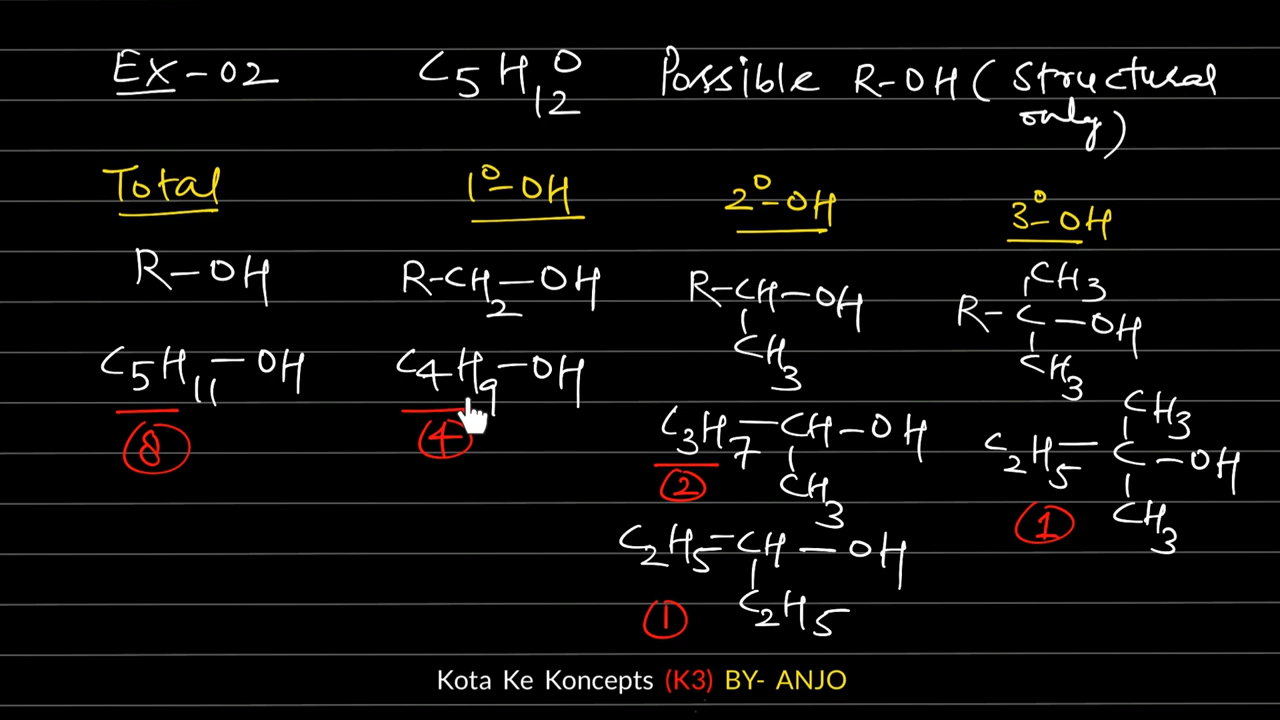 EX-02 C5H12O Possible R-OH (Structural only)
Total 1°-OH 2°-OH 3°-OH
R-OH R-CH2-OH R-CH-OH CH3
CH3 R-C-OH
CH3
C5H11-OH C4H9-OH C3H7-CH-OH CH3
CH3 C2H5-C-OH
CH3
8 4 2 1
C2H5-CH-OH
C2H5
1
Kota Ke Koncepts (K3) BY- ANJO